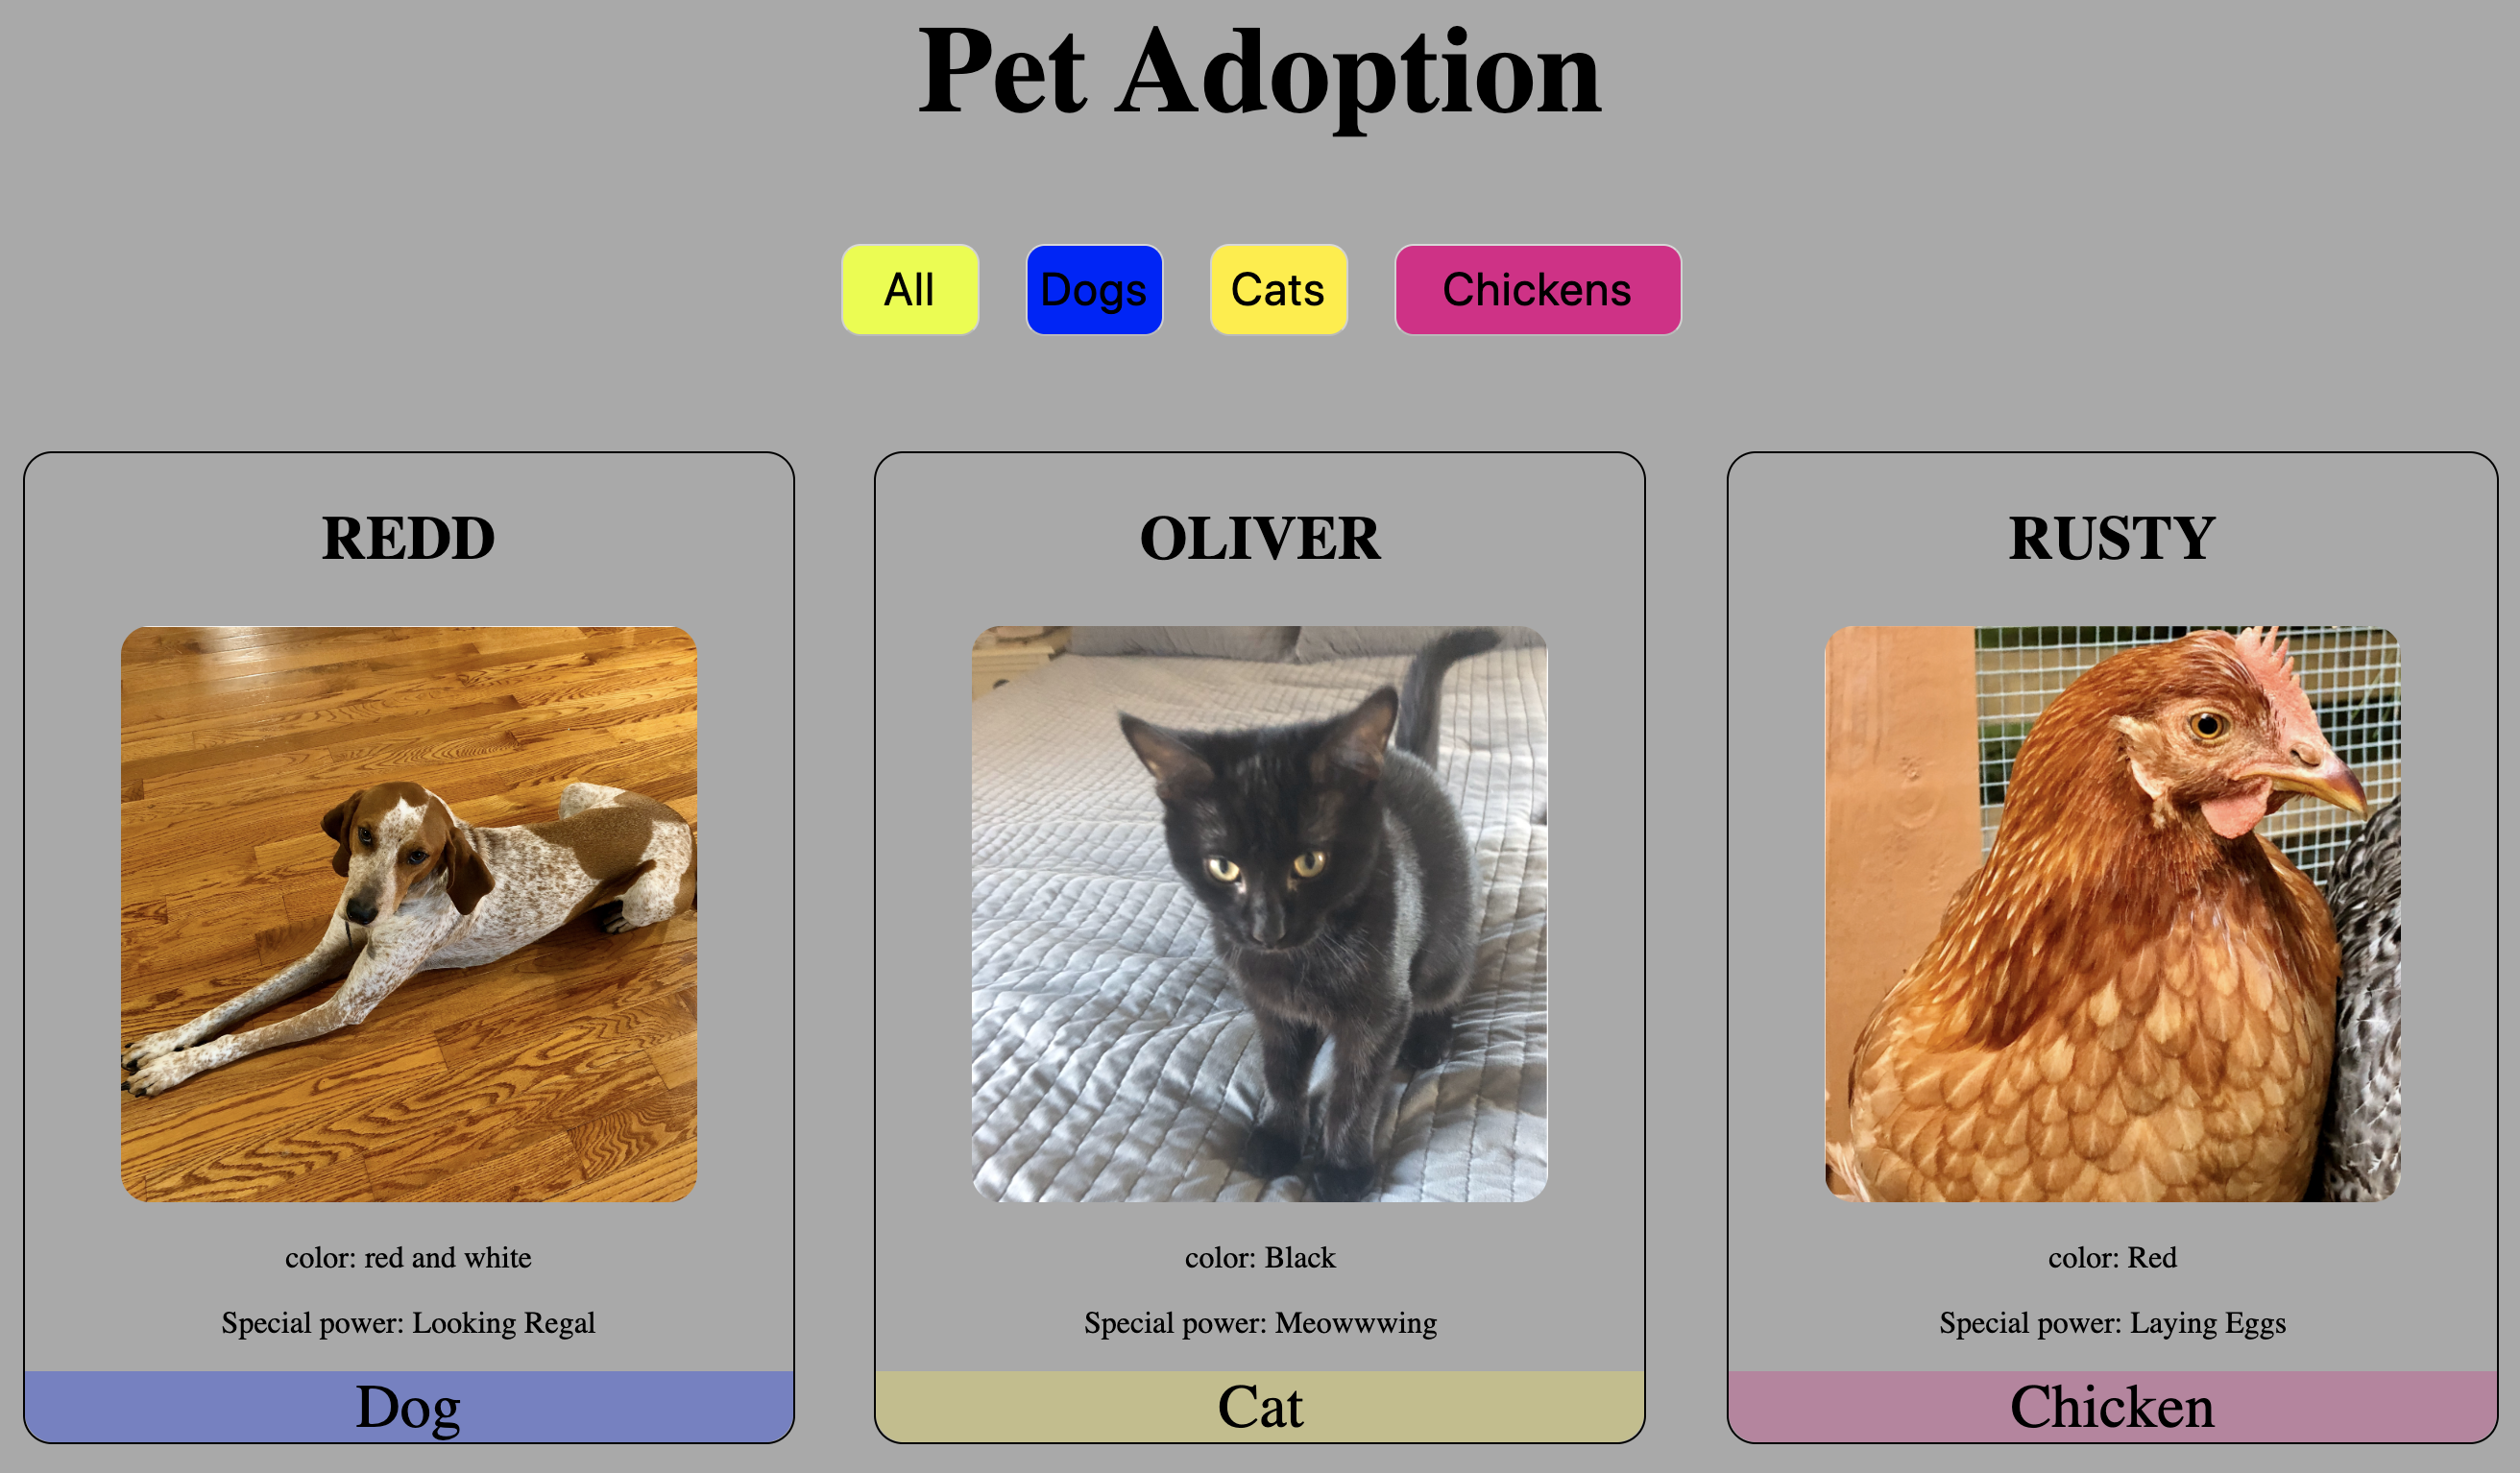 Pet Adoption
All Dogs Cats Chickens
REDD
color: red and white
Special power: Looking Regal
Dog
OLIVER
color: Black
Special power: Meowwwing
Cat
RUSTY
color: Red
Special power: Laying Eggs
Chicken